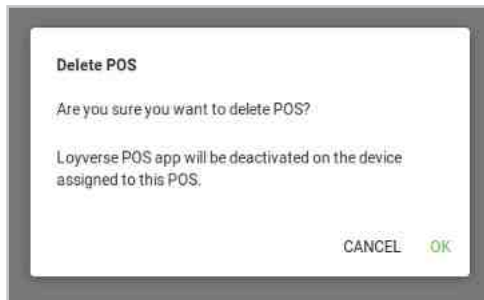 Delete POS
Are you sure you want to delete POS?
Loyverse POS app will be deactivated on the device
assigned to this POS.
CANCEL OK